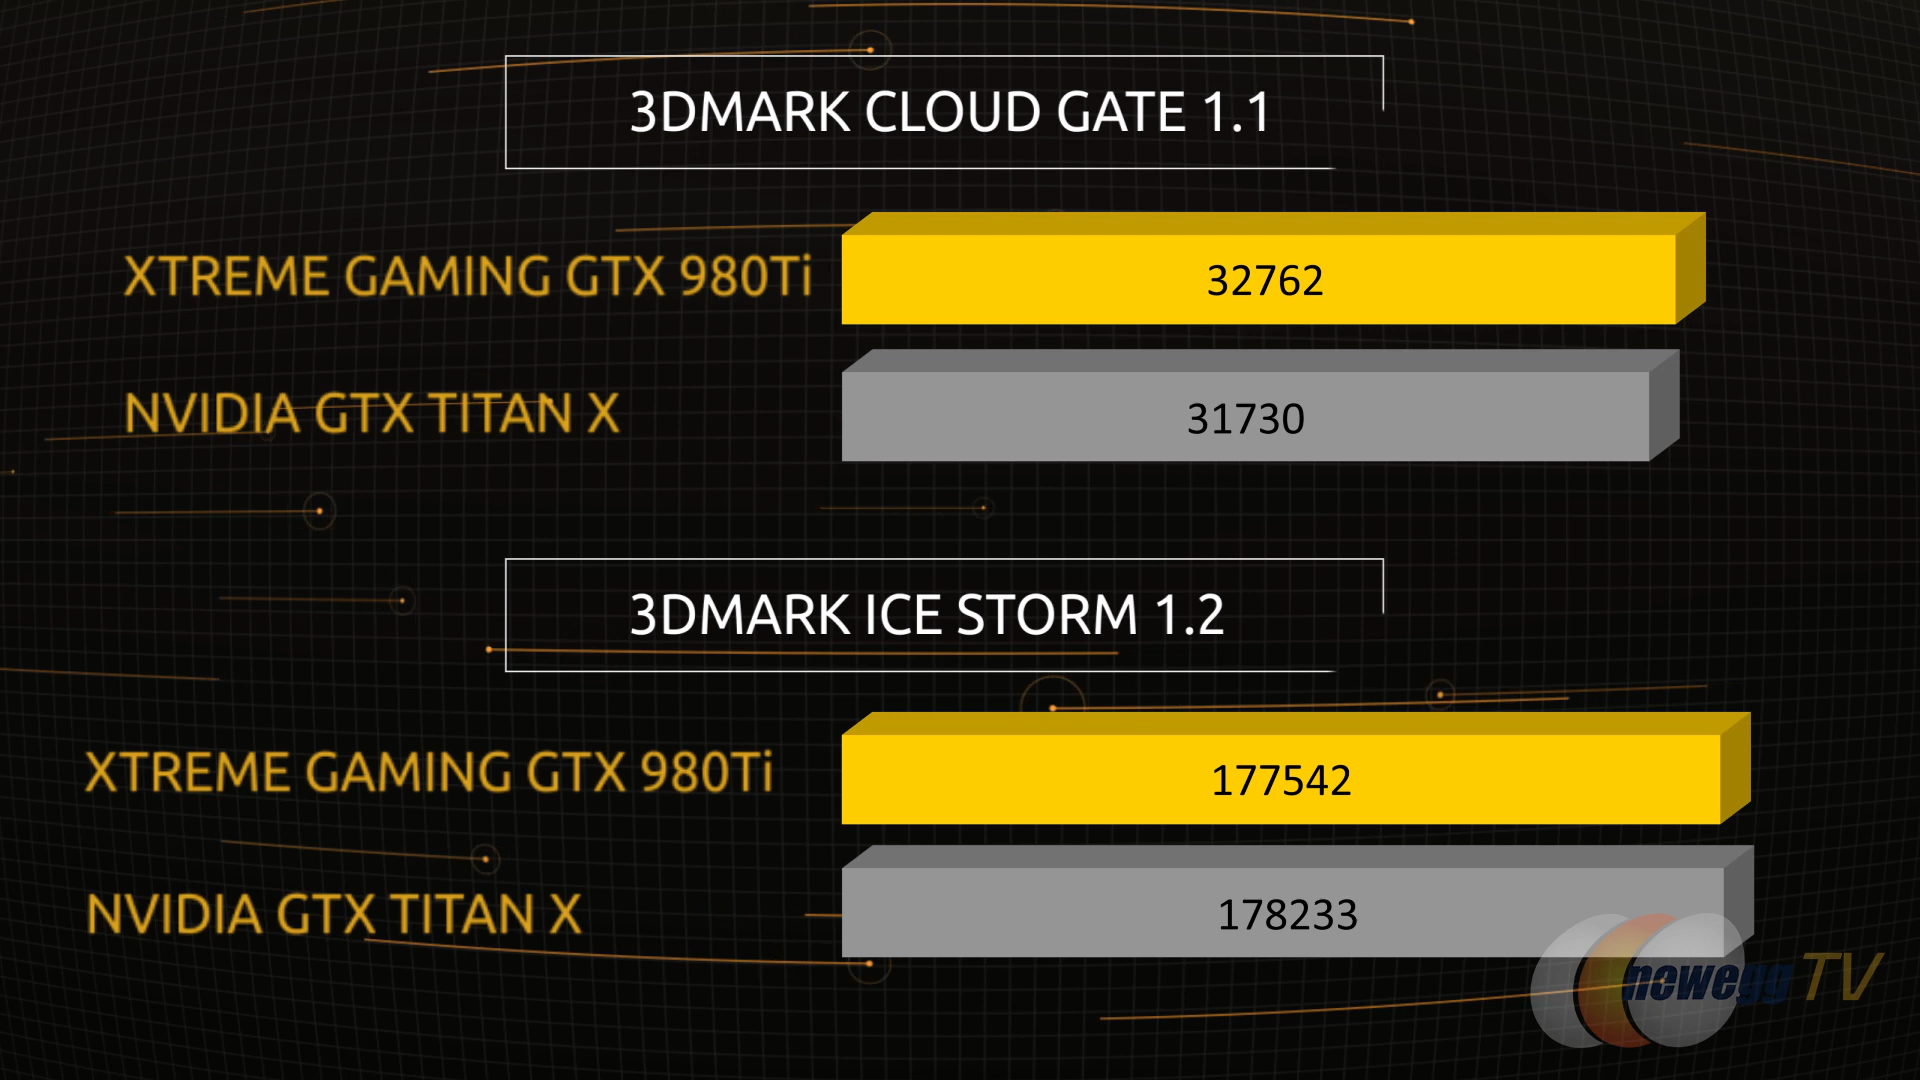 3DMARK CLOUD GATE 1.1
XTREME GAMING GTX 980Ti
32762
NVIDIA GTX TITAN X
31730
3DMARK ICE STORM 1.2
XTREME GAMING GTX 980Ti
177542
NVIDIA GTX TITAN X
178233
newegg TV